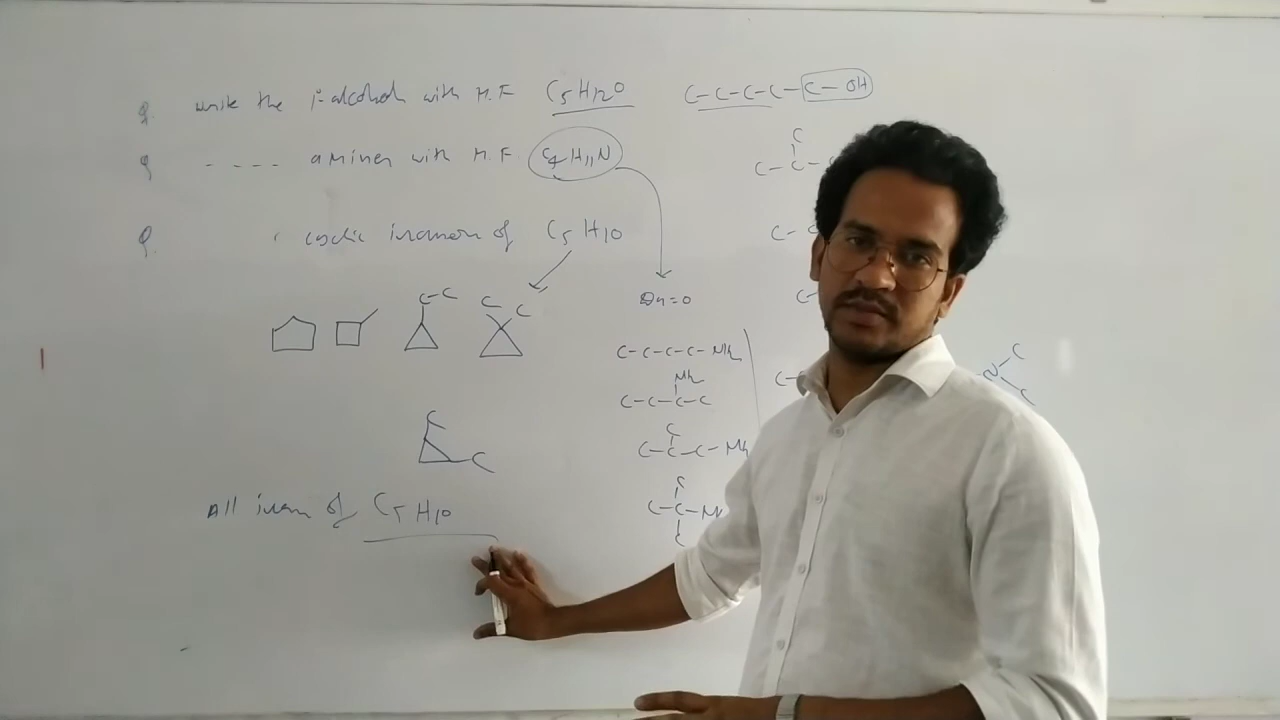 Q. write the 1°-alcohols with M.F C5H12O C-C-C-C-C-OH
Q ---- amines with M.F C4H11N
Q. cyclic isomers of C5H10
C
C-C-
C-C
C-C
C C
Du=0
C-C-C-C-NH2
NH2
C-C-C-C
C
C-C-C-NH2
C
C-C-N
C
C
N
C
C
C
C
All isom of C5H10